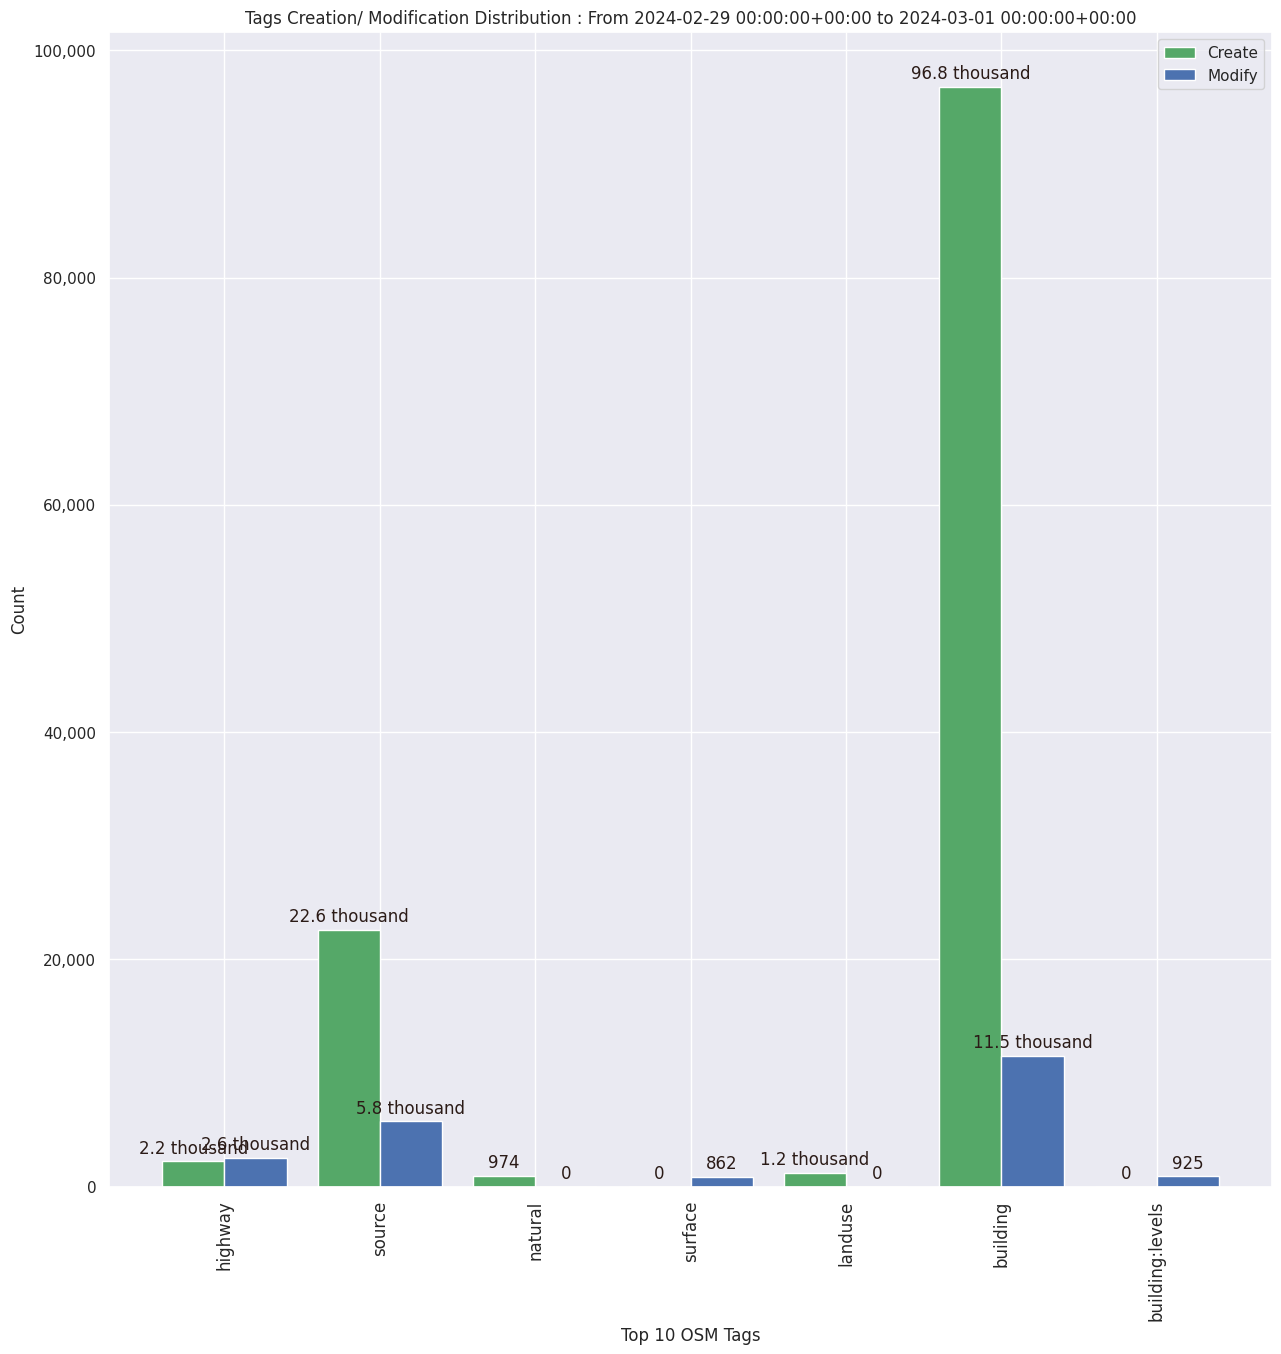 Tags Creation/ Modification Distribution : From 2024-02-29 00:00:00+00:00 to 2024-03-01 00:00:00+00:00
Create
Modify
100,000
80,000
60,000
40,000
20,000
0
Count
2.2 thousand
2.6 thousand
22.6 thousand
5.8 thousand
974
0
0
862
1.2 thousand
0
96.8 thousand
11.5 thousand
0
925
highway
source
natural
surface
landuse
building
building:levels
Top 10 OSM Tags